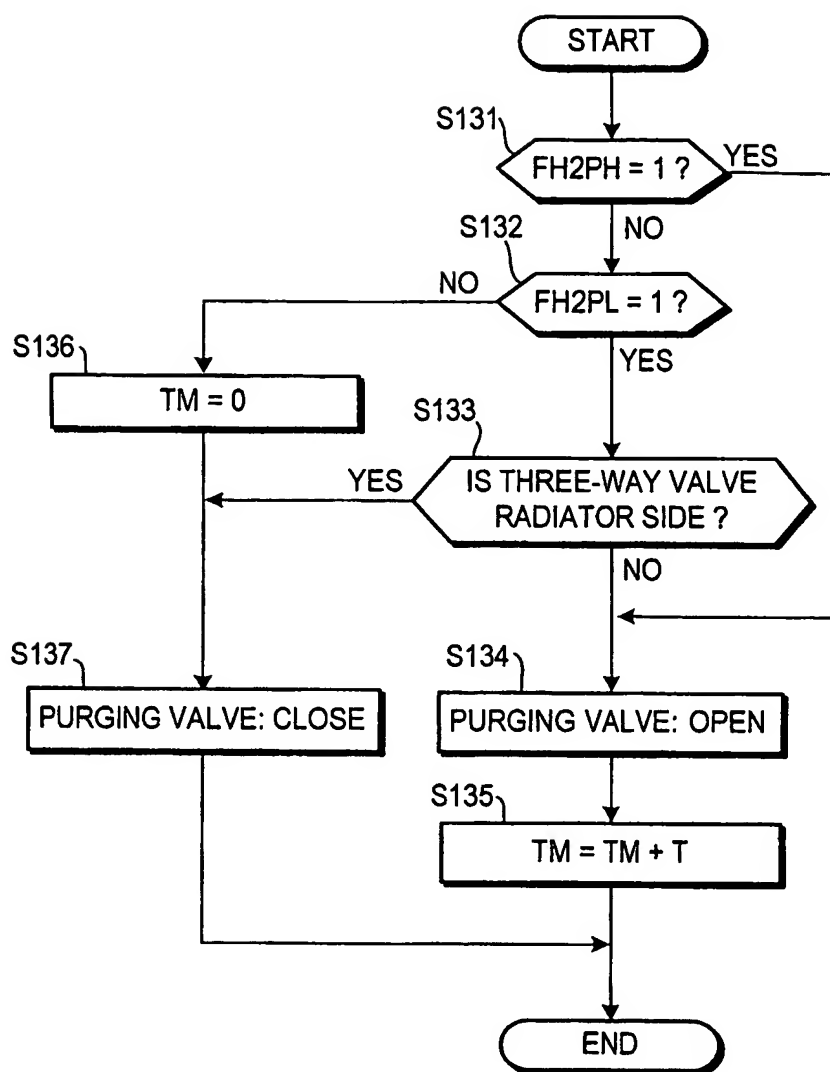 START
S131
FH2PH = 1 ?
YES
NO
S132
NO
FH2PL = 1 ?
YES
S136
TM = 0
S133
YES
IS THREE-WAY VALVE
RADIATOR SIDE ?
NO
S137
PURGING VALVE: CLOSE
S134
PURGING VALVE: OPEN
S135
TM = TM + T
END